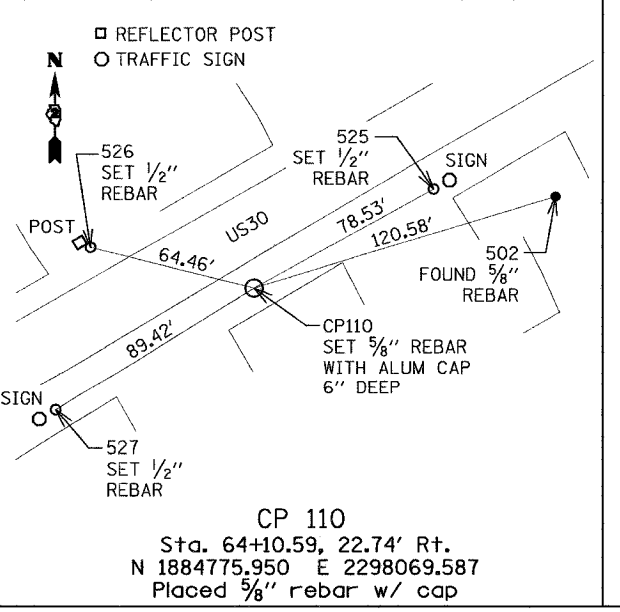 REFLECTOR POST
TRAFFIC SIGN
N
526
SET 1/2"
REBAR
POST
525
SET 1/2"
REBAR
SIGN
US30
78.53'
120.58'
64.46'
502
FOUND 5/8"
REBAR
89.42'
CP110
SET 5/8" REBAR
WITH ALUM CAP
6" DEEP
SIGN
527
SET 1/2"
REBAR
CP 110
Sta. 64+10.59, 22.74' Rt.
N 1884775.950 E 2298069.587
Placed 5/8" rebar w/ cap